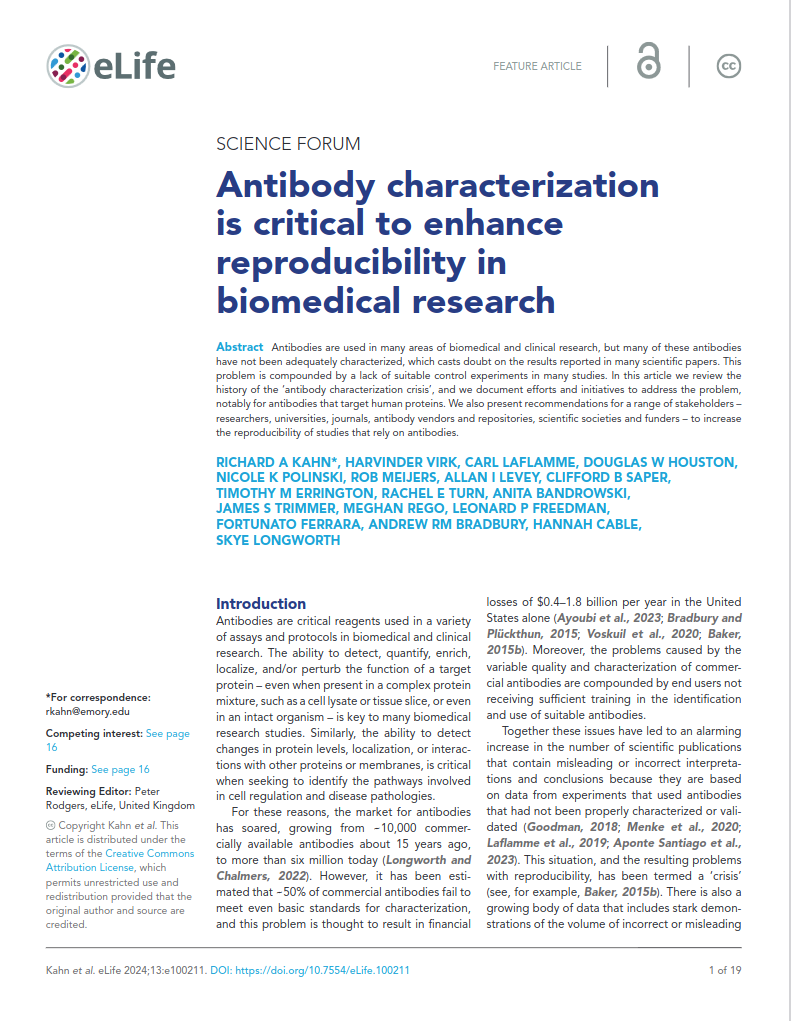 eLife
FEATURE ARTICLE
cc
SCIENCE FORUM
Antibody characterization
is critical to enhance
reproducibility in
biomedical research
Abstract Antibodies are used in many areas of biomedical and clinical research, but many of these antibodies
have not been adequately characterized, which casts doubt on the results reported in many scientific papers. This
problem is compounded by a lack of suitable control experiments in many studies. In this article we review the
history of the ‘antibody characterization crisis’, and we document efforts and initiatives to address the problem,
notably for antibodies that target human proteins. We also present recommendations for a range of stakeholders –
researchers, universities, journals, antibody vendors and repositories, scientific societies and funders – to increase
the reproducibility of studies that rely on antibodies.
RICHARD A KAHN*, HARVINDER VIRK, CARL LAFLAMME, DOUGLAS W HOUSTON,
NICOLE K POLINSKI, ROB MEIJERS, ALLAN I LEVEY, CLIFFORD B SAPER,
TIMOTHY M ERRINGTON, RACHEL E TURN, ANITA BANDROWSKI,
JAMES S TRIMMER, MEGHAN REGO, LEONARD P FREEDMAN,
FORTUNATO FERRARA, ANDREW RM BRADBURY, HANNAH CABLE,
SKYE LONGWORTH
*For correspondence:
rkahn@emory.edu
Competing interest: See page
16
Funding: See page 16
Reviewing Editor: Peter
Rodgers, eLife, United Kingdom
cc Copyright Kahn et al. This
article is distributed under the
terms of the Creative Commons
Attribution License, which
permits unrestricted use and
redistribution provided that the
original author and source are
credited.
Introduction
Antibodies are critical reagents used in a variety
of assays and protocols in biomedical and clinical
research. The ability to detect, quantify, enrich,
localize, and/or perturb the function of a target
protein – even when present in a complex protein
mixture, such as a cell lysate or tissue slice, or even
in an intact organism – is key to many biomedical
research studies. Similarly, the ability to detect
changes in protein levels, localization, or interac-
tions with other proteins or membranes, is critical
when seeking to identify the pathways involved
in cell regulation and disease pathologies.
For these reasons, the market for antibodies
has soared, growing from ~10,000 commer-
cially available antibodies about 15 years ago,
to more than six million today (Longworth and
Chalmers, 2022). However, it has been esti-
mated that ~50% of commercial antibodies fail to
meet even basic standards for characterization,
and this problem is thought to result in financial
losses of $0.4–1.8 billion per year in the United
States alone (Ayoubi et al., 2023; Bradbury and
Plückthun, 2015; Voskuil et al., 2020; Baker,
2015b). Moreover, the problems caused by the
variable quality and characterization of commer-
cial antibodies are compounded by end users not
receiving sufficient training in the identification
and use of suitable antibodies.
Together these issues have led to an alarming
increase in the number of scientific publications
that contain misleading or incorrect interpreta-
tions and conclusions because they are based
on data from experiments that used antibodies
that had not been properly characterized or vali-
dated (Goodman, 2018; Menke et al., 2020;
Laflamme et al., 2019; Aponte Santiago et al.,
2023). This situation, and the resulting problems
with reproducibility, has been termed a ‘crisis’
(see, for example, Baker, 2015b). There is also a
growing body of data that includes stark demon-
strations of the volume of incorrect or misleading
Kahn et al. eLife 2024;13:e100211. DOI: https://doi.org/10.7554/eLife.100211
1 of 19